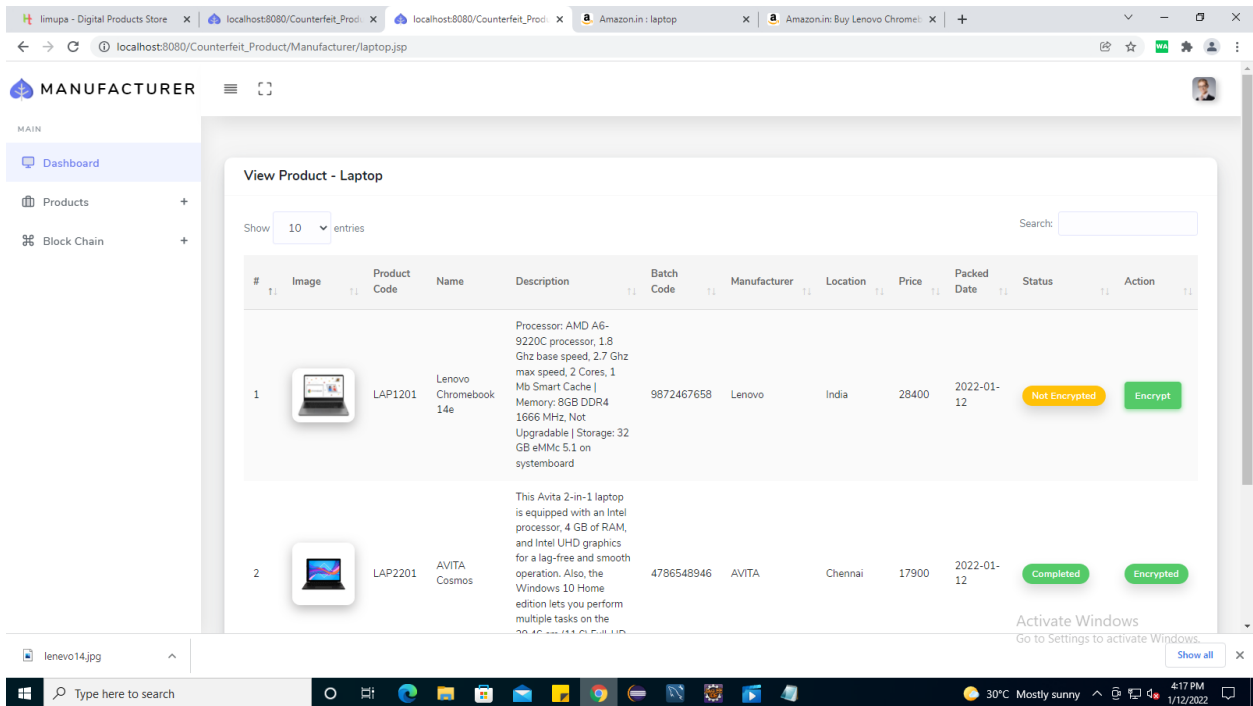 limupa - Digital Products Store
localhost:8080/Counterfeit_Prod
localhost:8080/Counterfeit_Prod
Amazon.in : laptop
Amazon.in: Buy Lenovo Chromeb
localhost:8080/Counterfeit_Product/Manufacturer/laptop.jsp
WA
MANUFACTURER
MAIN
Dashboard
Products +
Block Chain +
View Product - Laptop
Show 10 entries
Search:
# Image Product Code Name Description Batch Code Manufacturer Location Price Packed Date Status Action
1
LAP1201
Lenovo
Chromebook
14e
Processor: AMD A6-
9220C processor, 1.8
Ghz base speed, 2.7 Ghz
max speed, 2 Cores, 1
Mb Smart Cache |
Memory: 8GB DDR4
1666 MHz, Not
Upgradable | Storage: 32
GB eMMc 5.1 on
systemboard
9872467658
Lenovo
India
28400
2022-01-
12
Not Encrypted
Encrypt
2
LAP2201
AVITA
Cosmos
This Avita 2-in-1 laptop
is equipped with an Intel
processor, 4 GB of RAM,
and Intel UHD graphics
for a lag-free and smooth
operation. Also, the
Windows 10 Home
edition lets you perform
multiple tasks on the
4786548946
AVITA
Chennai
17900
2022-01-
12
Completed
Encrypted
Activate Windows
Go to Settings to activate Windows.
lenevo14.jpg
Show all
Type here to search
30°C Mostly sunny
4:17 PM
1/12/2022